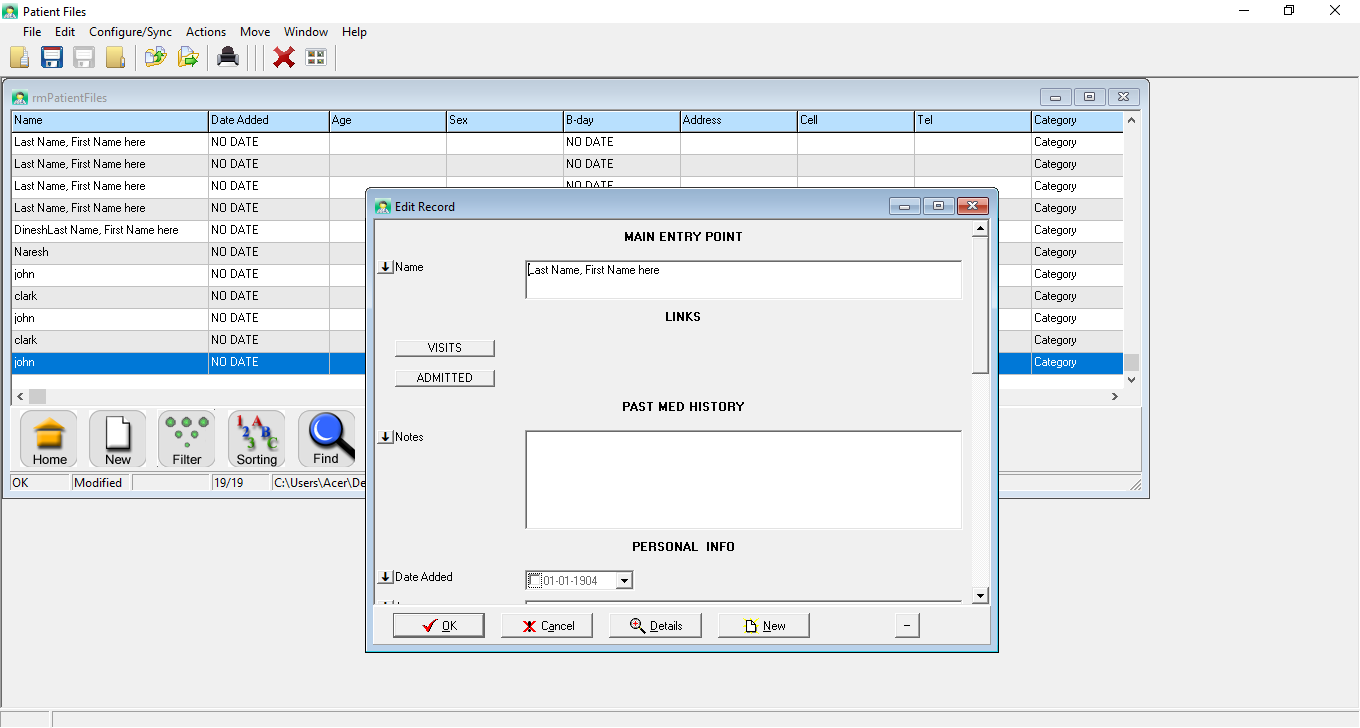 Patient Files
File Edit Configure/Sync Actions Move Window Help
rmPatientFiles
Name Date Added Age Sex B-day Address Cell Tel Category
Last Name, First Name here NO DATE NO DATE Category
Last Name, First Name here NO DATE NO DATE Category
Last Name, First Name here NO DATE NO DATE Category
Last Name, First Name here NO DATE Category
DineshLast Name, First Name here NO DATE Category
Naresh NO DATE Category
john NO DATE Category
clark NO DATE Category
john NO DATE Category
clark NO DATE Category
john NO DATE Category
Home New Filter Sorting Find
OK Modified 19/19 C:\Users\Acer\De
Edit Record
MAIN ENTRY POINT
Name Last Name, First Name here
LINKS
VISITS
ADMITTED
PAST MED HISTORY
Notes
PERSONAL INFO
Date Added 01-01-1904
OK Cancel Details New −